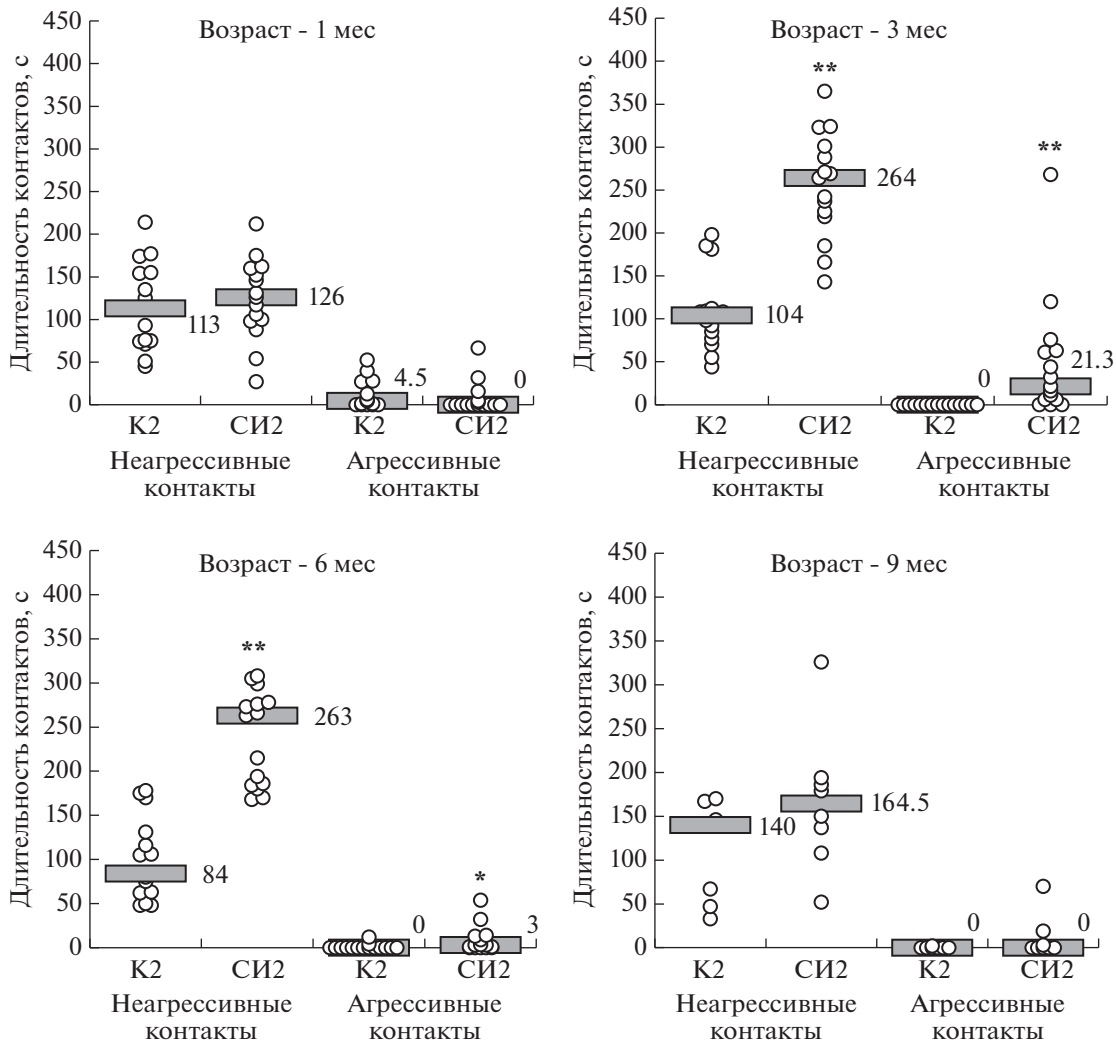 Возраст - 1 мес
Длительность контактов, с
450
400
350
300
250
200
150
100
50
0
113
126
4.5
0
К2
СИ2
К2
СИ2
Неагрессивные
контакты
Агрессивные
контакты
Возраст - 3 мес
Длительность контактов, с
450
400
350
300
250
200
150
100
50
0
**
**
104
264
0
21.3
К2
СИ2
К2
СИ2
Неагрессивные
контакты
Агрессивные
контакты
Возраст - 6 мес
Длительность контактов, с
450
400
350
300
250
200
150
100
50
0
**
*
84
263
0
3
К2
СИ2
К2
СИ2
Неагрессивные
контакты
Агрессивные
контакты
Возраст - 9 мес
Длительность контактов, с
450
400
350
300
250
200
150
100
50
0
140
164.5
0
0
К2
СИ2
К2
СИ2
Неагрессивные
контакты
Агрессивные
контакты